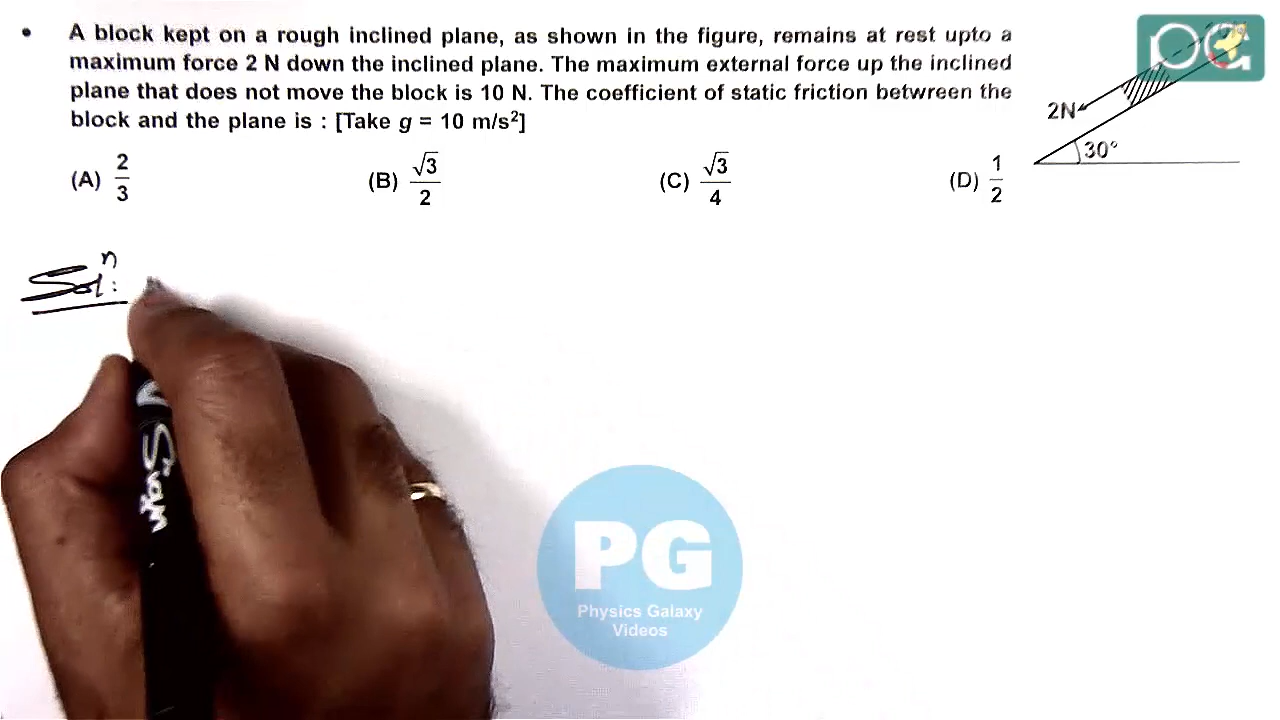 • A block kept on a rough inclined plane, as shown in the figure, remains at rest upto a
maximum force 2 N down the inclined plane. The maximum external force up the inclined
plane that does not move the block is 10 N. The coefficient of static friction betwreen the
block and the plane is : [Take g = 10 m/s²]
(A) 2/3 (B) √3/2 (C) √3/4 (D) 1/2
pG
2N
30°
Solⁿ:
PG
Physics Galaxy
Videos